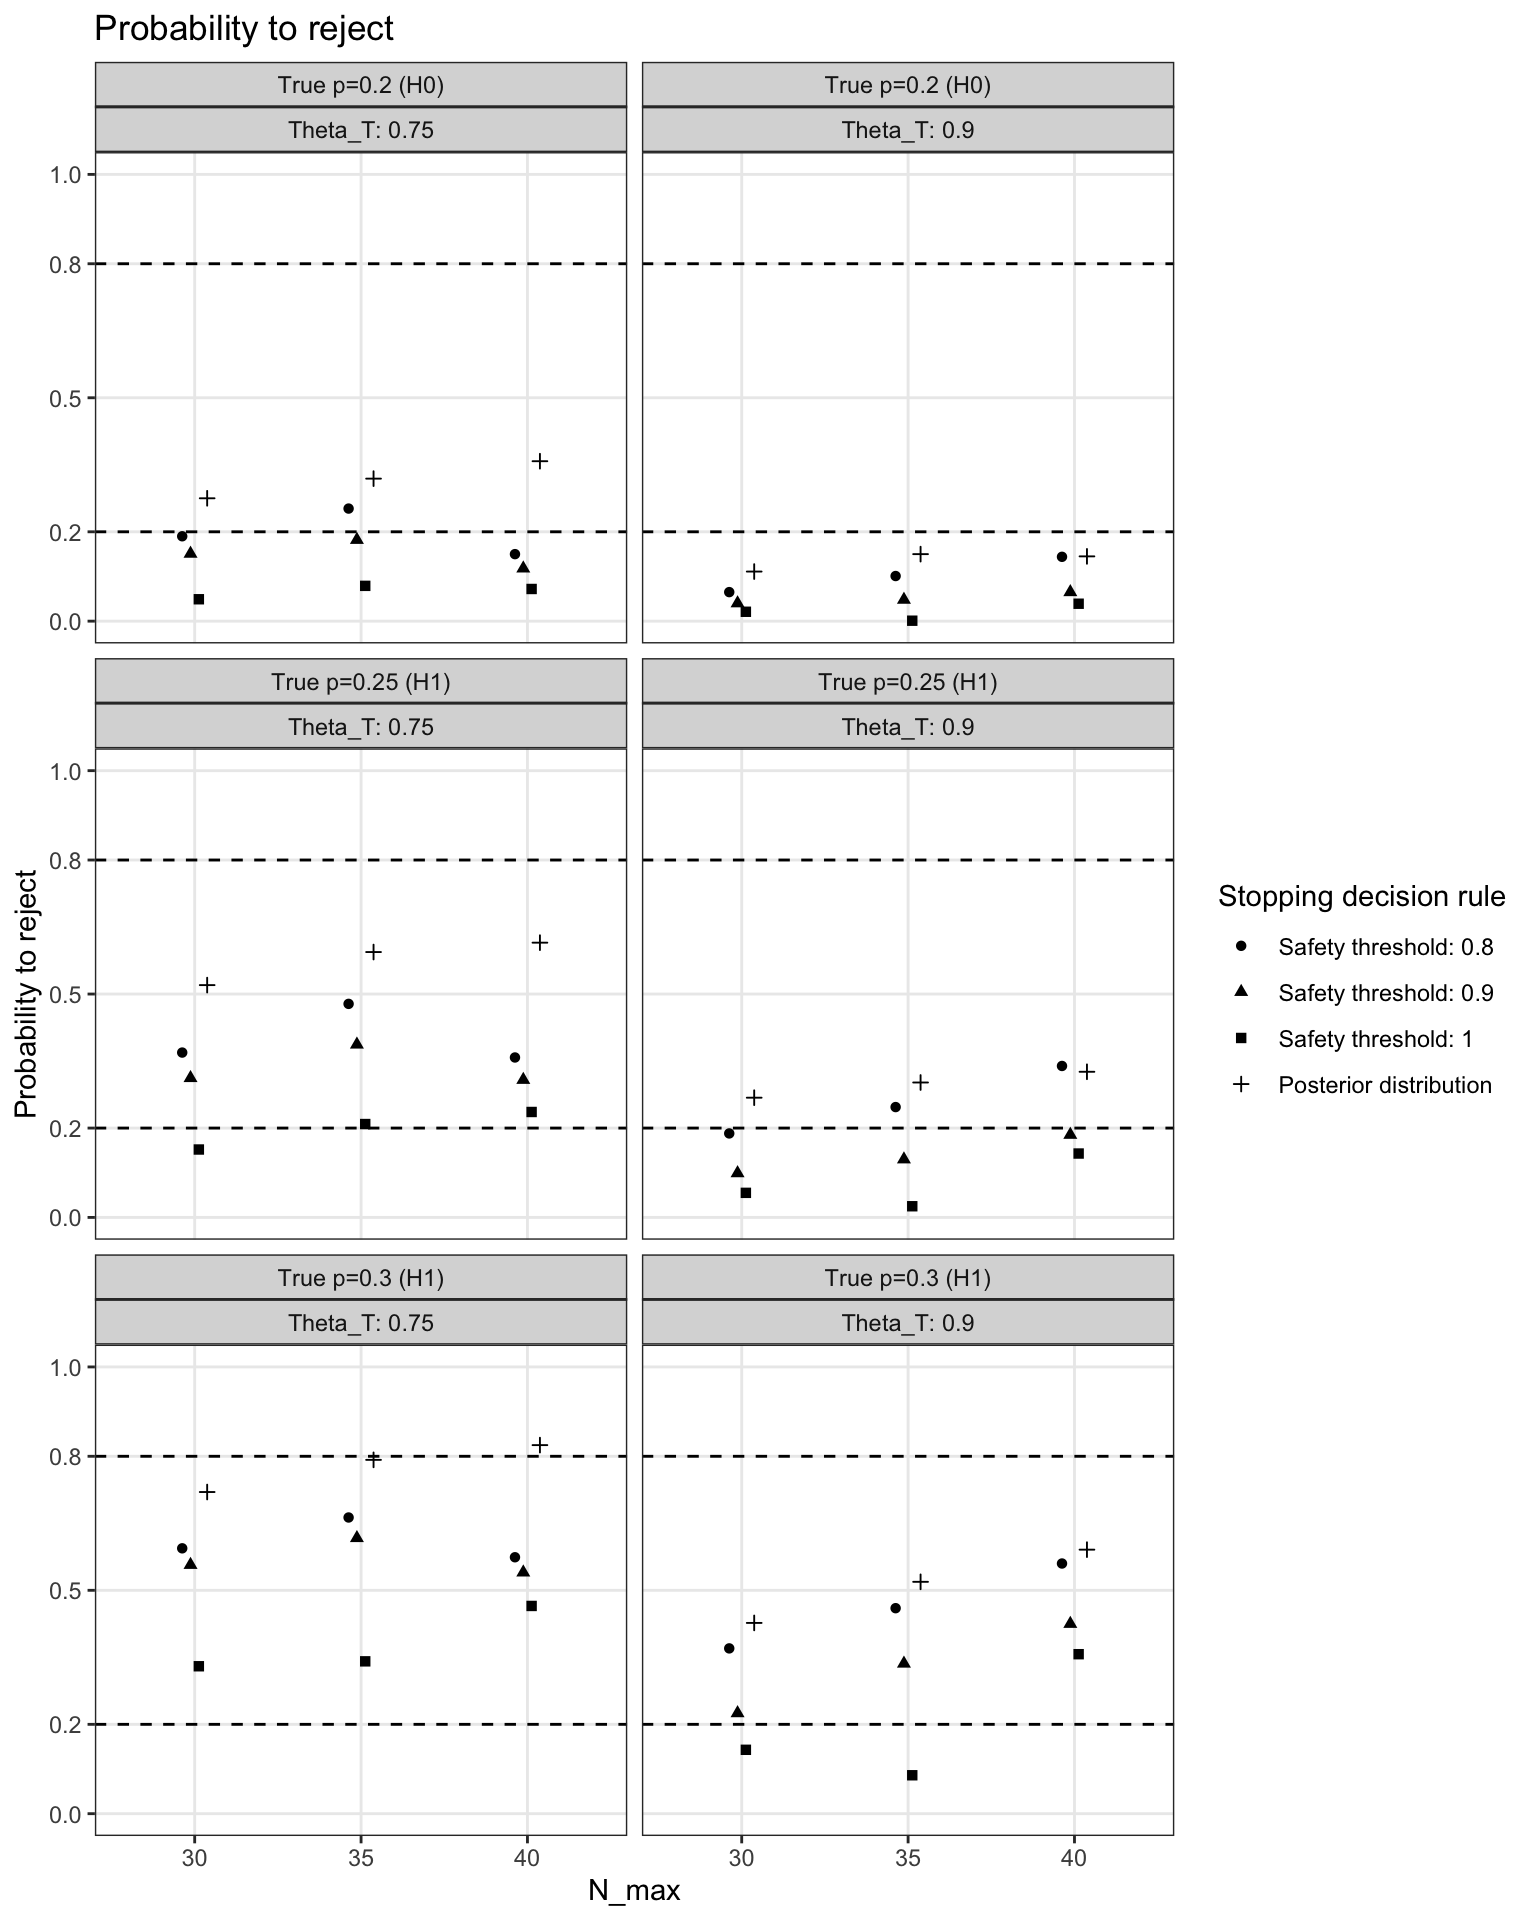 Probability to reject
True p=0.2 (H0)
True p=0.2 (H0)
Theta_T: 0.75
Theta_T: 0.9
1.0
0.8
0.5
0.2
0.0
True p=0.25 (H1)
True p=0.25 (H1)
Theta_T: 0.75
Theta_T: 0.9
1.0
0.8
0.5
0.2
0.0
True p=0.3 (H1)
True p=0.3 (H1)
Theta_T: 0.75
Theta_T: 0.9
1.0
0.8
0.5
0.2
0.0
30
35
40
30
35
40
N_max
Probability to reject
Stopping decision rule
Safety threshold: 0.8
Safety threshold: 0.9
Safety threshold: 1
Posterior distribution